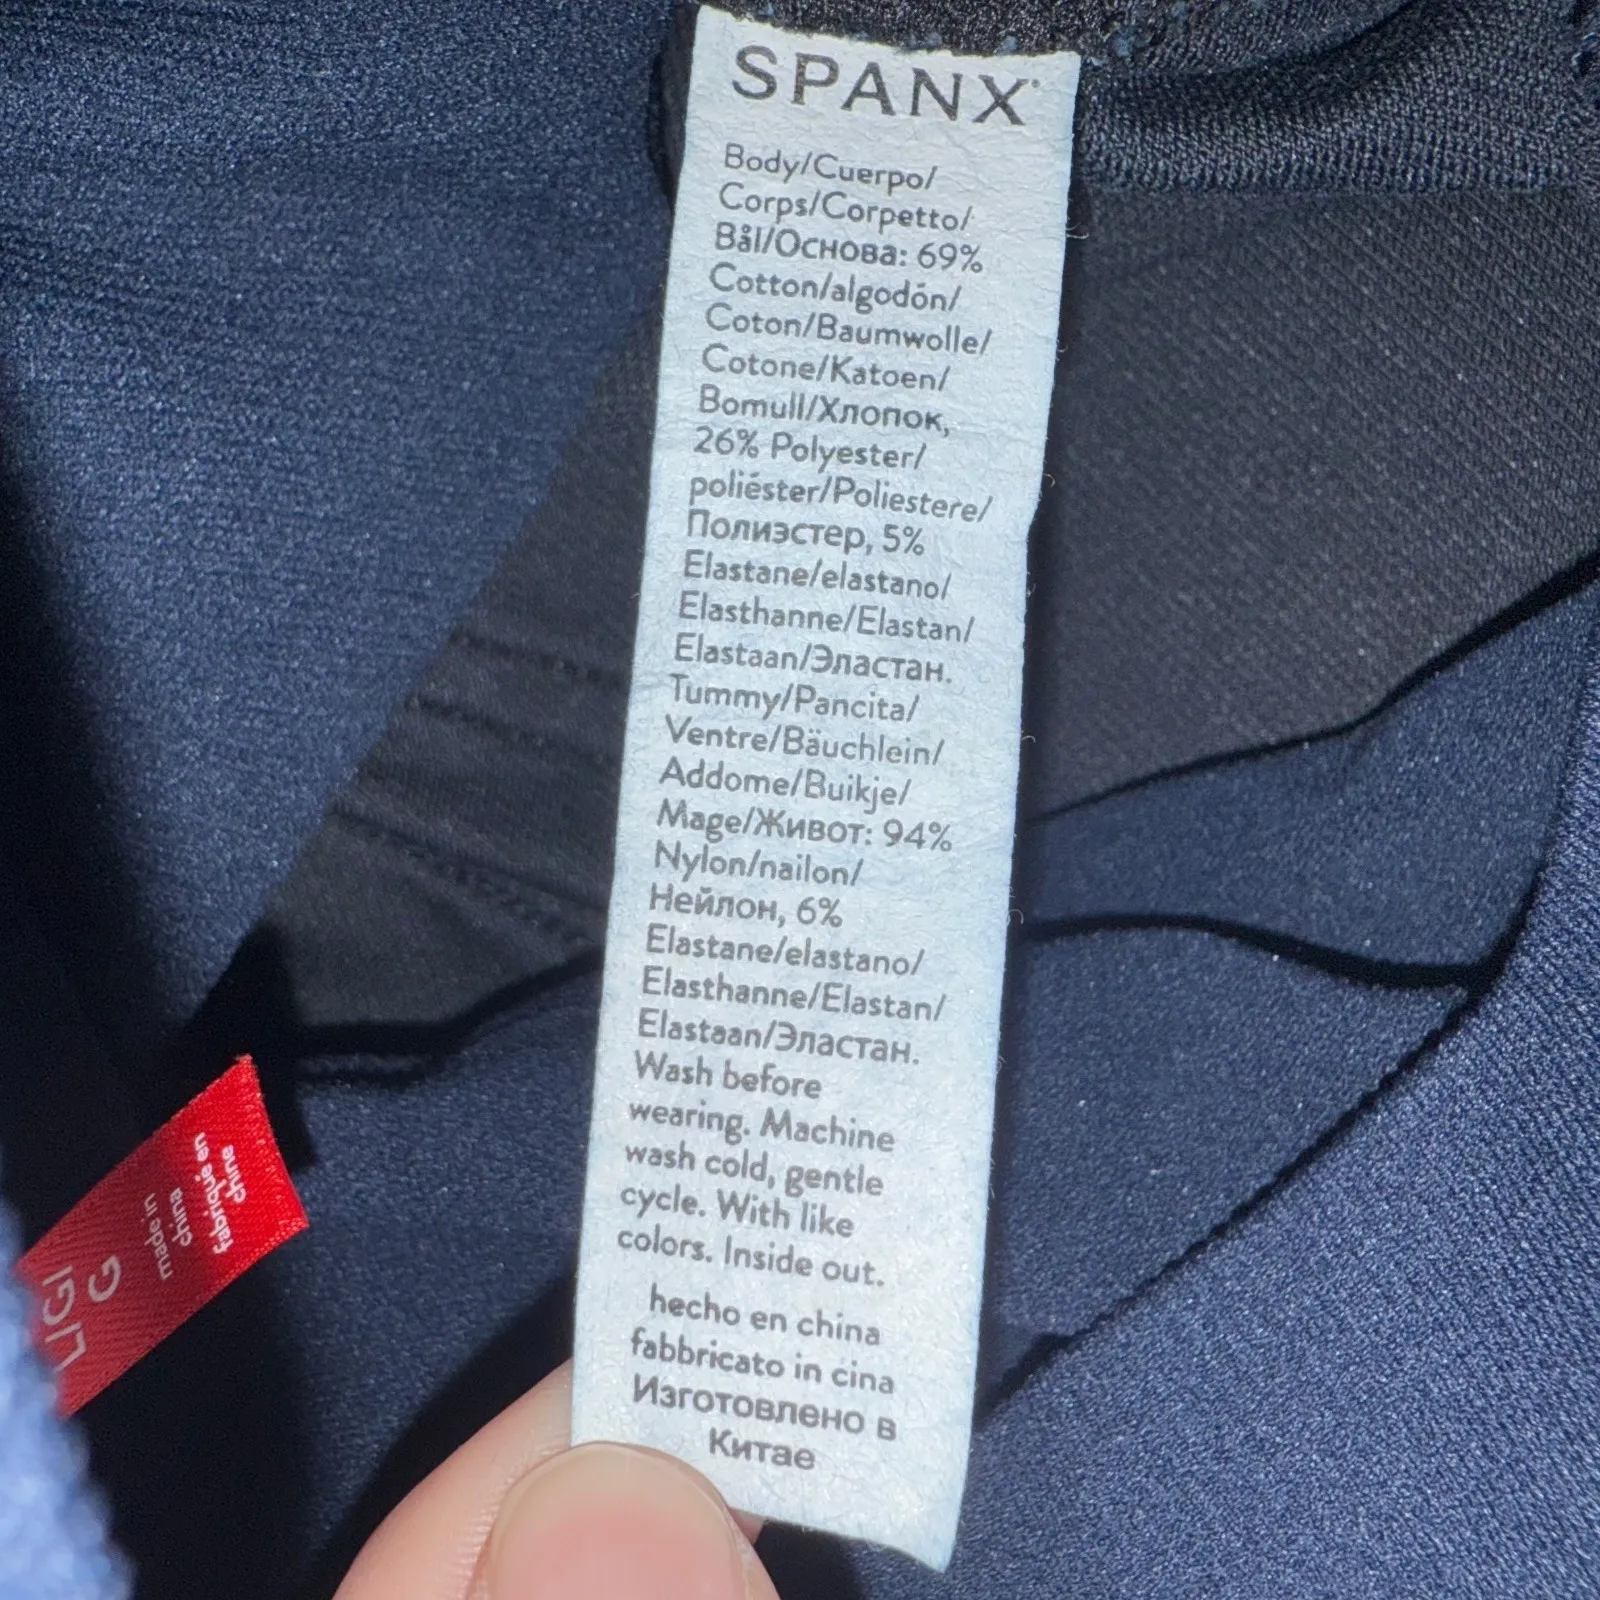 SPANX
Body/Cuerpo/
Corps/Corpetto/
Bål/Основа: 69%
Cotton/algodón/
Coton/Baumwolle/
Cotone/Katoen/
Bomull/Хлопок,
26% Polyester/
poliéster/Poliestere/
Полиэстер, 5%
Elastane/elastano/
Elasthanne/Elastan/
Elastaan/Эластан.
Tummy/Pancita/
Ventre/Bäuchlein/
Addome/Buikje/
Mage/Живот: 94%
Nylon/nailon/
Нейлон, 6%
Elastane/elastano/
Elasthanne/Elastan/
Elastaan/Эластан.
Wash before
wearing. Machine
wash cold, gentle
cycle. With like
colors. Inside out.
hecho en china
fabbricato in cina
Изготовлено в
Китае
L/G/
G
made in
china
fabriqué en
chine